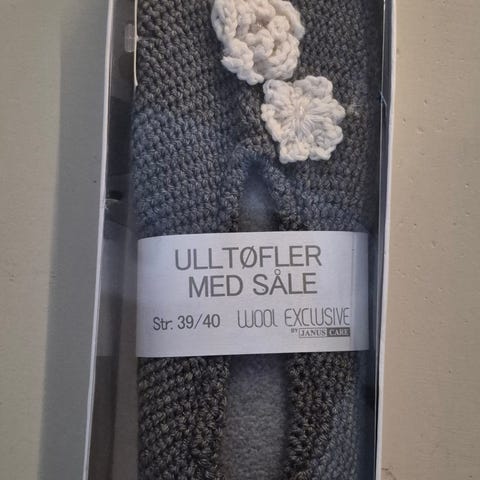 ULLTØFLER
MED SÅLE
Str: 39/40 WOOL EXCLUSIVE
BY JANUS CARE